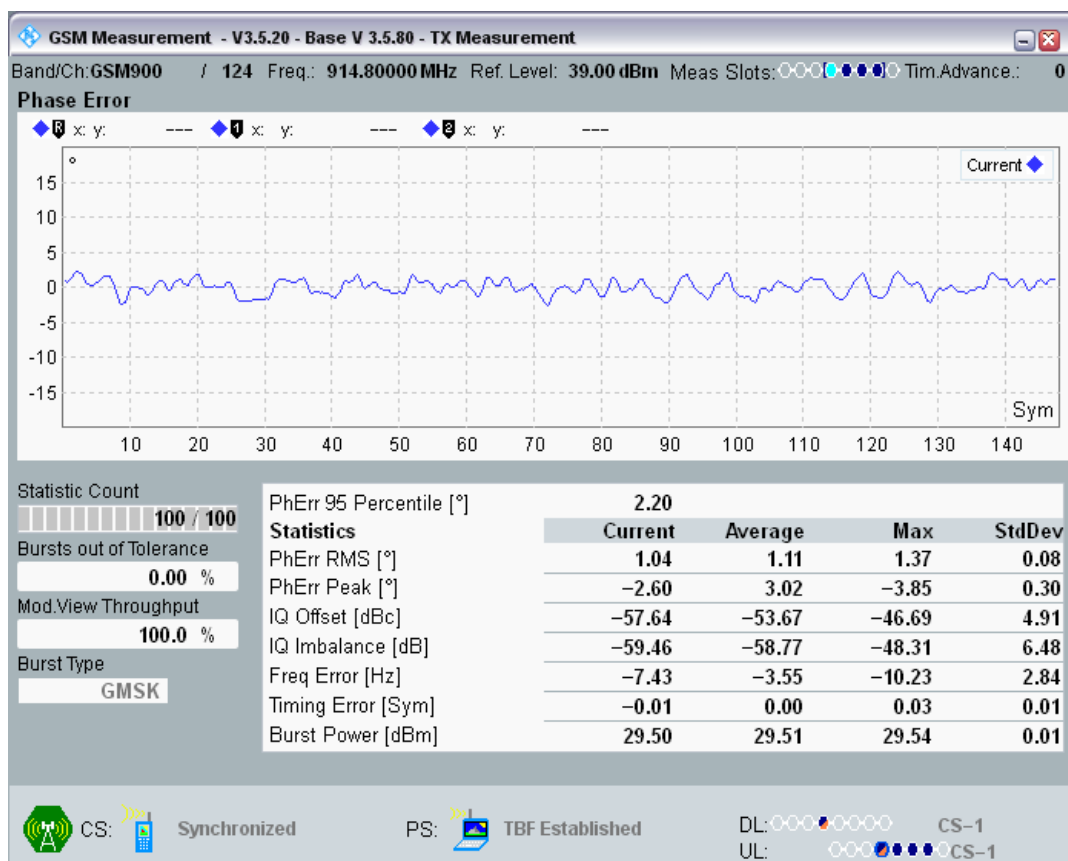 GSM Measurement - V3.5.20 - Base V 3.5.80 - TX Measurement
Band/Ch:GSM900 / 124 Freq.: 914.80000 MHz Ref. Level: 39.00 dBm Meas Slots: Tim.Advance.: 0
Phase Error
R x: y: --- 1 x: y: --- 2 x: y: ---
°
Current
15
10
5
0
-5
-10
-15
Sym
10 20 30 40 50 60 70 80 90 100 110 120 130 140
Statistic Count
100 / 100
Bursts out of Tolerance
0.00 %
Mod.View Throughput
100.0 %
Burst Type
GMSK
PhErr 95 Percentile [°] 2.20
Statistics Current Average Max StdDev
PhErr RMS [°] 1.04 1.11 1.37 0.08
PhErr Peak [°] −2.60 3.02 −3.85 0.30
IQ Offset [dBc] −57.64 −53.67 −46.69 4.91
IQ Imbalance [dB] −59.46 −58.77 −48.31 6.48
Freq Error [Hz] −7.43 −3.55 −10.23 2.84
Timing Error [Sym] −0.01 0.00 0.03 0.01
Burst Power [dBm] 29.50 29.51 29.54 0.01
CS: Synchronized PS: TBF Established DL: CS−1
UL: CS−1